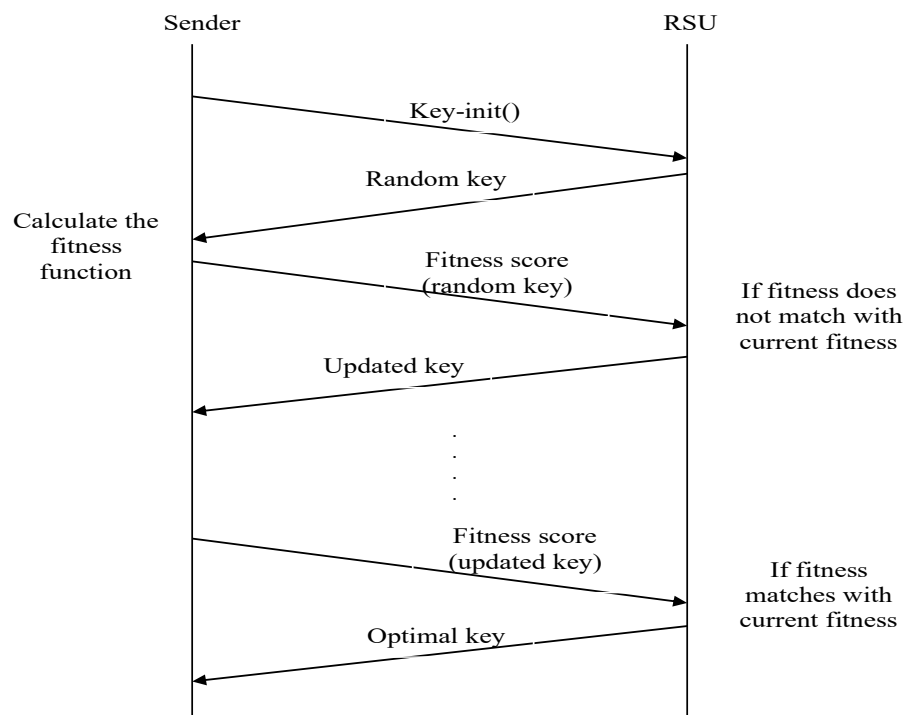 Sender
RSU
Key-init()
Random key
Calculate the
fitness
function
Fitness score
(random key)
If fitness does
not match with
current fitness
Updated key
Fitness score
(updated key)
If fitness
matches with
current fitness
Optimal key